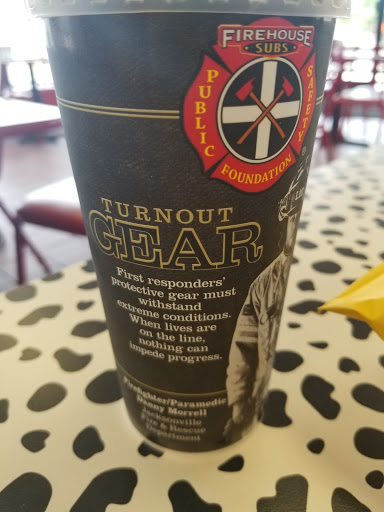 FIREHOUSE
SUBS
PUBLIC
SAFETY
FOUNDATION
TURNOUT
GEAR
First responders'
protective gear must
withstand
extreme conditions.
When lives are
on the line,
nothing can
impede progress.
Firefighter/Paramedic
Danny Morrell
Jacksonville
Fire & Rescue
Department